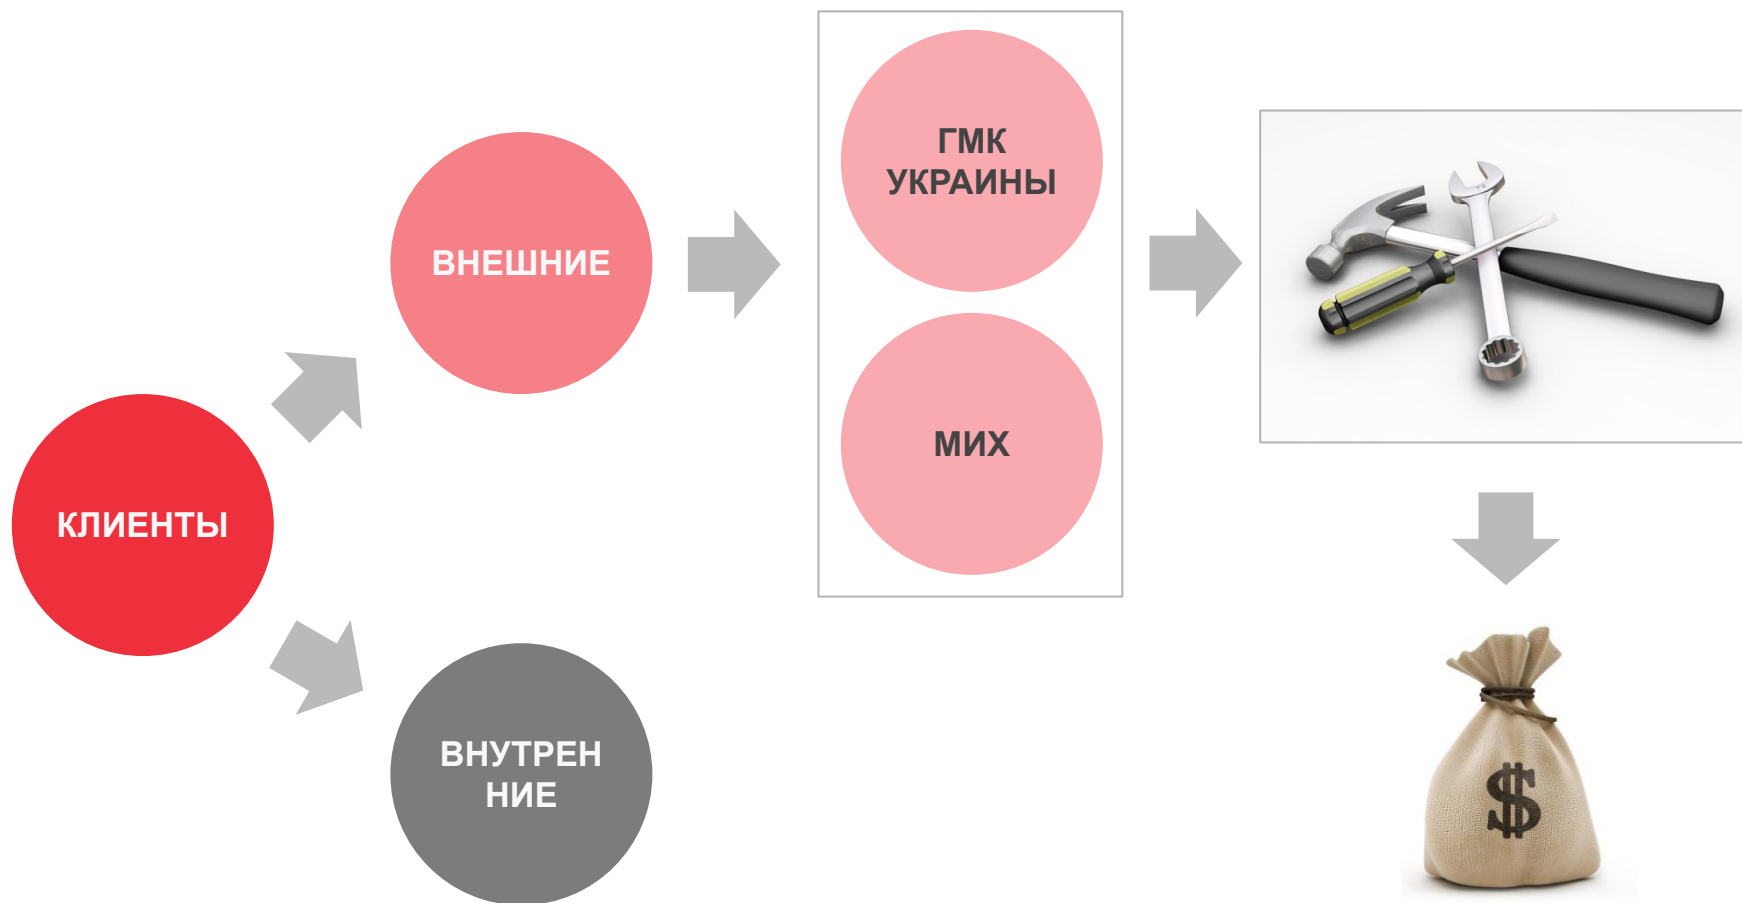 ГМК
УКРАИНЫ
ВНЕШНИЕ
МИХ
КЛИЕНТЫ
ВНУТРЕН
НИЕ
$